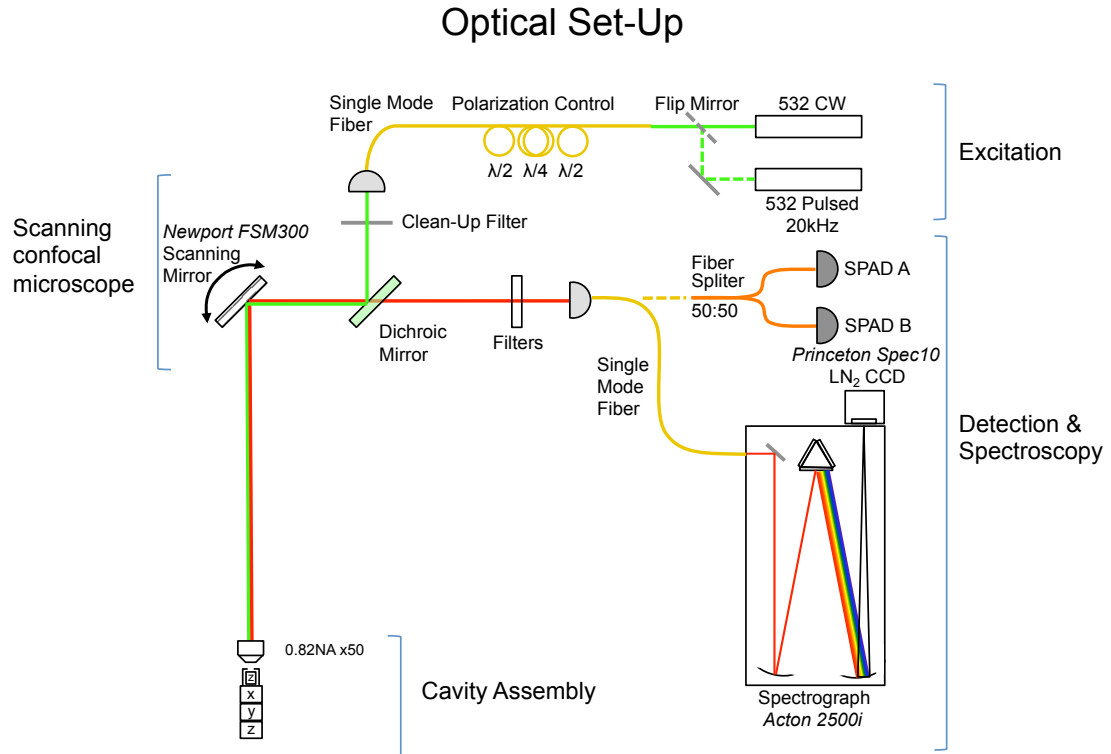 Optical Set-Up
Single Mode
Fiber
Polarization Control
λ/2 λ/4 λ/2
Flip Mirror
532 CW
532 Pulsed
20kHz
Excitation
Clean-Up Filter
Scanning
confocal
microscope
Newport FSM300
Scanning
Mirror
Dichroic
Mirror
Filters
Fiber
Spliter
50:50
SPAD A
SPAD B
Princeton Spec10
LN₂ CCD
Single
Mode
Fiber
Detection &
Spectroscopy
Spectrograph
Acton 2500i
0.82NA x50
z
x
y
z
Cavity Assembly